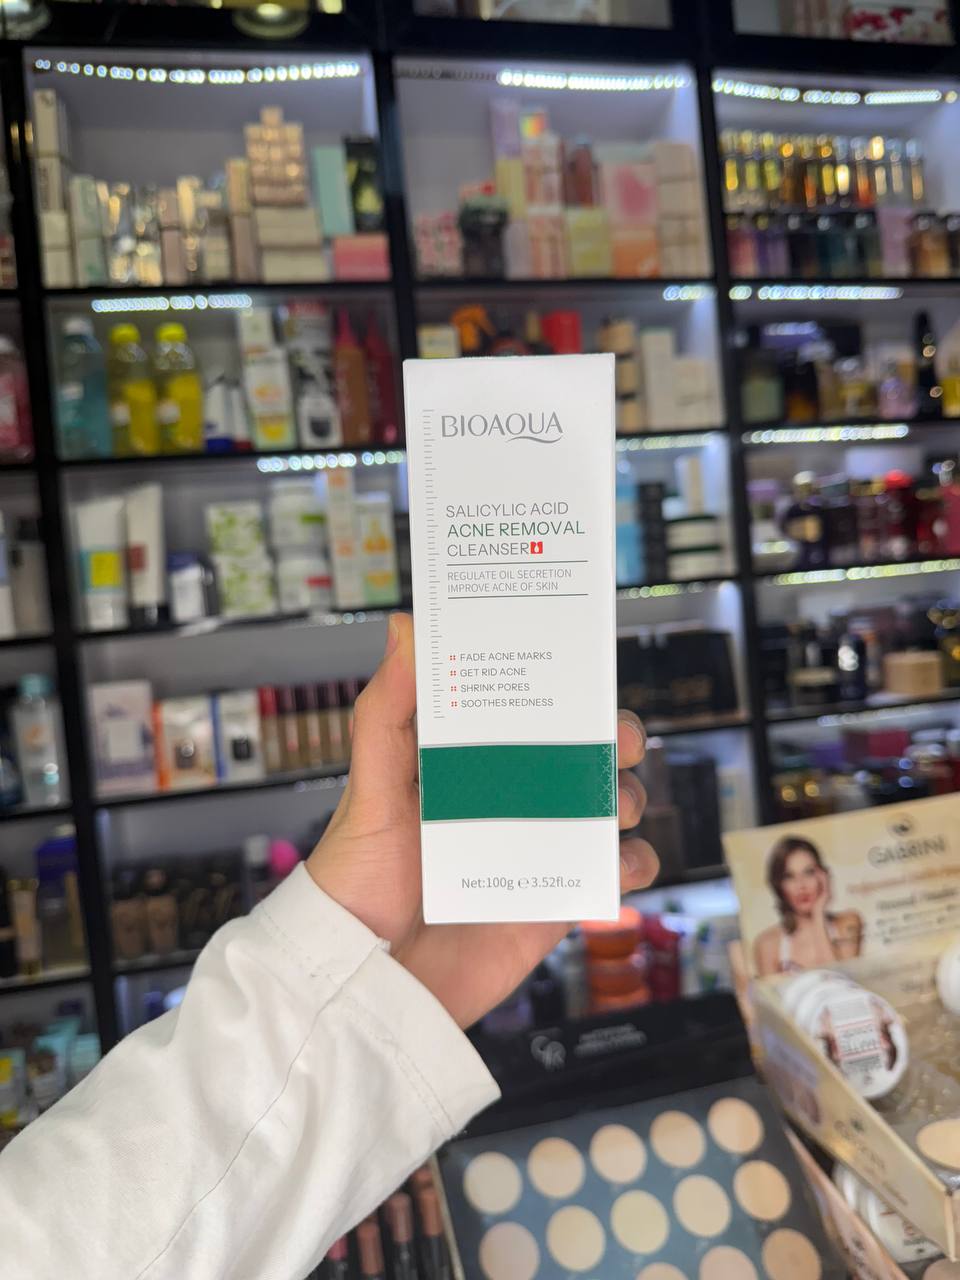 BIOAQUA
SALICYLIC ACID
ACNE REMOVAL
CLEANSER
REGULATE OIL SECRETION
IMPROVE ACNE OF SKIN
FADE ACNE MARKS
GET RID ACNE
SHRINK PORES
SOOTHES REDNESS
Net:100g ℮ 3.52fl.oz
GABRINI